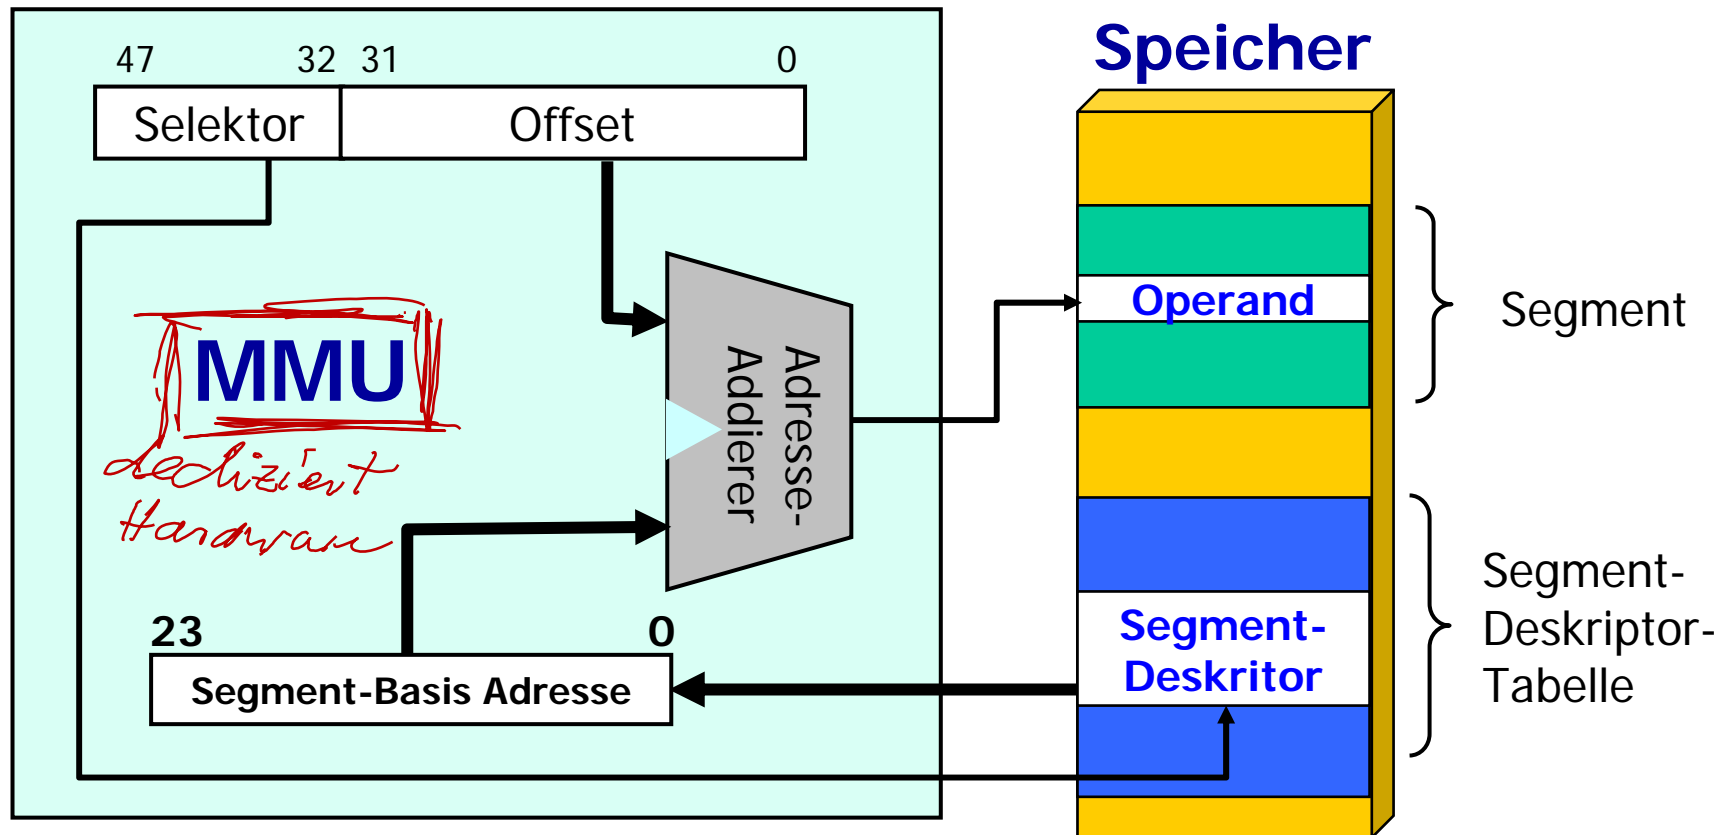 Speicher
47 32 31 0
Selektor Offset
Operand
Segment
MMU
Adresse-
Addierer
dediziert
Hardware
23 0
Segment-Basis Adresse
Segment-
Deskritor
Segment-
Deskriptor-
Tabelle